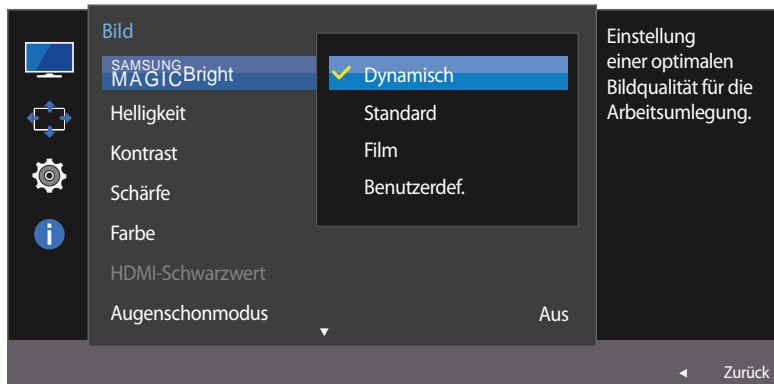 Bild
SAMSUNG
MAGICBright
Helligkeit
Kontrast
Schärfe
Farbe
HDMI-Schwarzwert
Augenschonmodus Aus
Dynamisch
Standard
Film
Benutzerdef.
Einstellung
einer optimalen
Bildqualität für die
Arbeitsumlegung.
Zurück